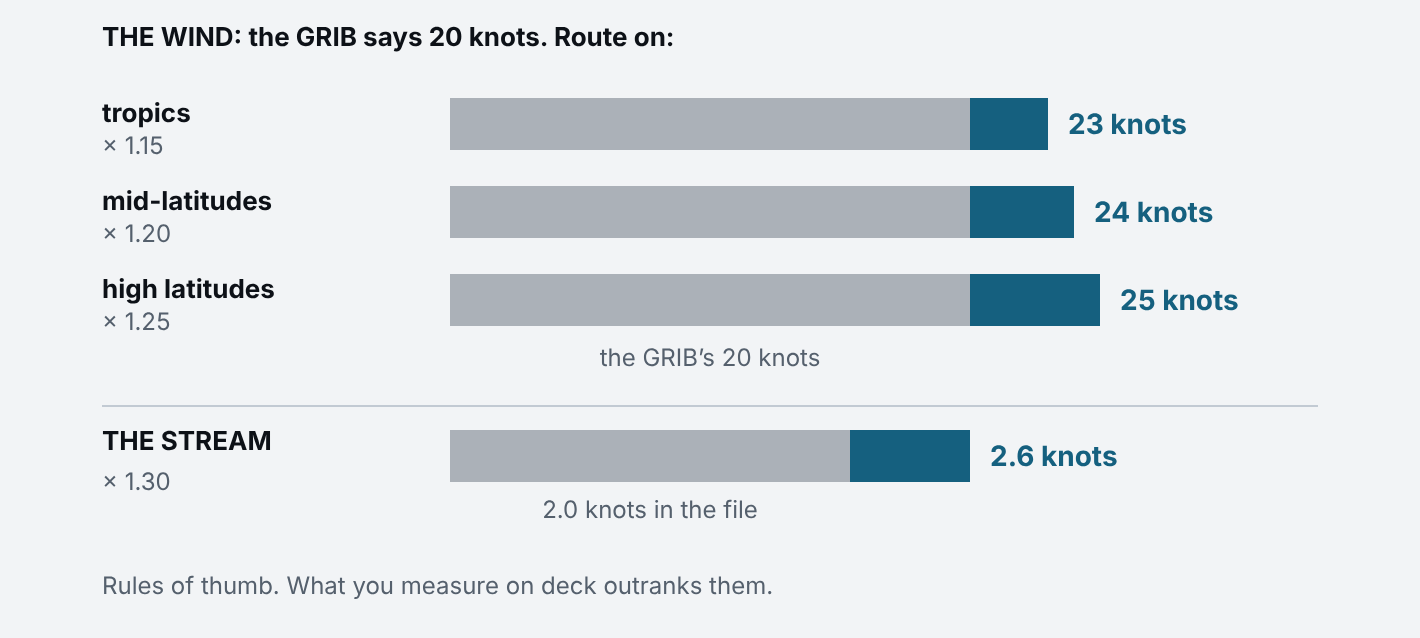 THE WIND: the GRIB says 20 knots. Route on:
tropics
× 1.15
23 knots
mid-latitudes
× 1.20
24 knots
high latitudes
× 1.25
25 knots
the GRIB’s 20 knots
THE STREAM
× 1.30
2.6 knots
2.0 knots in the file
Rules of thumb. What you measure on deck outranks them.